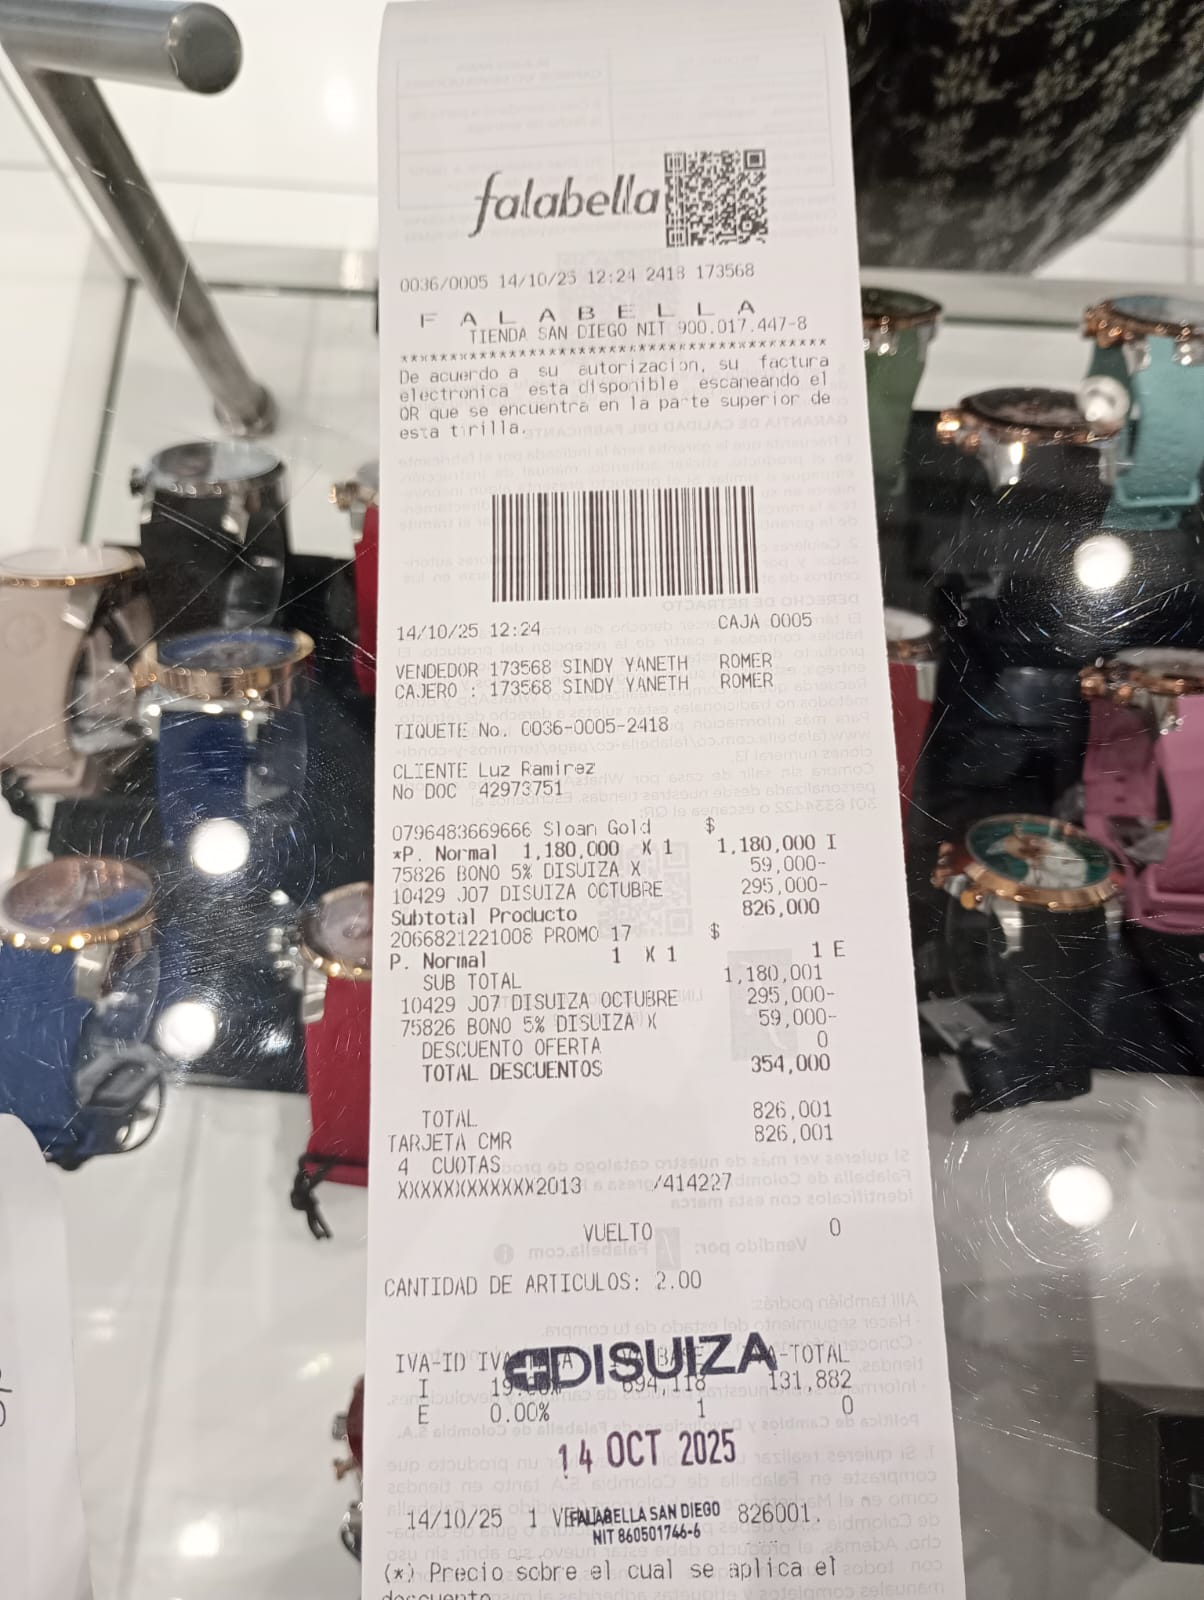 falabella
0036/0005 14/10/25 12:24 2418 173568
F A L A B E L L A
TIENDA SAN DIEGO NIT 900.017.447-8
******************************************
De acuerdo a su autorizacion, su factura
electronica esta disponible escaneando el
QR que se encuentra en la parte superior de
esta tirilla.
14/10/25 12:24 CAJA 0005
VENDEDOR 173568 SINDY YANETH ROMER
CAJERO : 173568 SINDY YANETH ROMER
TIQUETE No. 0036-0005-2418
CLIENTE Luz Ramirez
No DOC 42973751
0796483669666 Sloan Gold $
*P. Normal 1,180,000 X 1 1,180,000 I
75826 BONO 5% DISUIZA X 59,000-
10429 J07 DISUIZA OCTUBRE 295,000-
Subtotal Producto 826,000
2066821221008 PROMO 17 $
P. Normal 1 X 1 1 E
SUB TOTAL 1,180,001
10429 J07 DISUIZA OCTUBRE 295,000-
75826 BONO 5% DISUIZA X 59,000-
DESCUENTO OFERTA 0
TOTAL DESCUENTOS 354,000
TOTAL 826,001
TARJETA CMR 826,001
4 CUOTAS
XXXXXXXXXXXX2013 /414227
VUELTO 0
CANTIDAD DE ARTICULOS: 2.00
DISUIZA
IVA-ID -TOTAL
I 694,118 131,882
E 0.00% 1 0
14 OCT 2025
14/10/25 1 826001.
FALABELLA SAN DIEGO
NIT 860501746-6
(*) Precio sobre el cual se aplica el
descuento